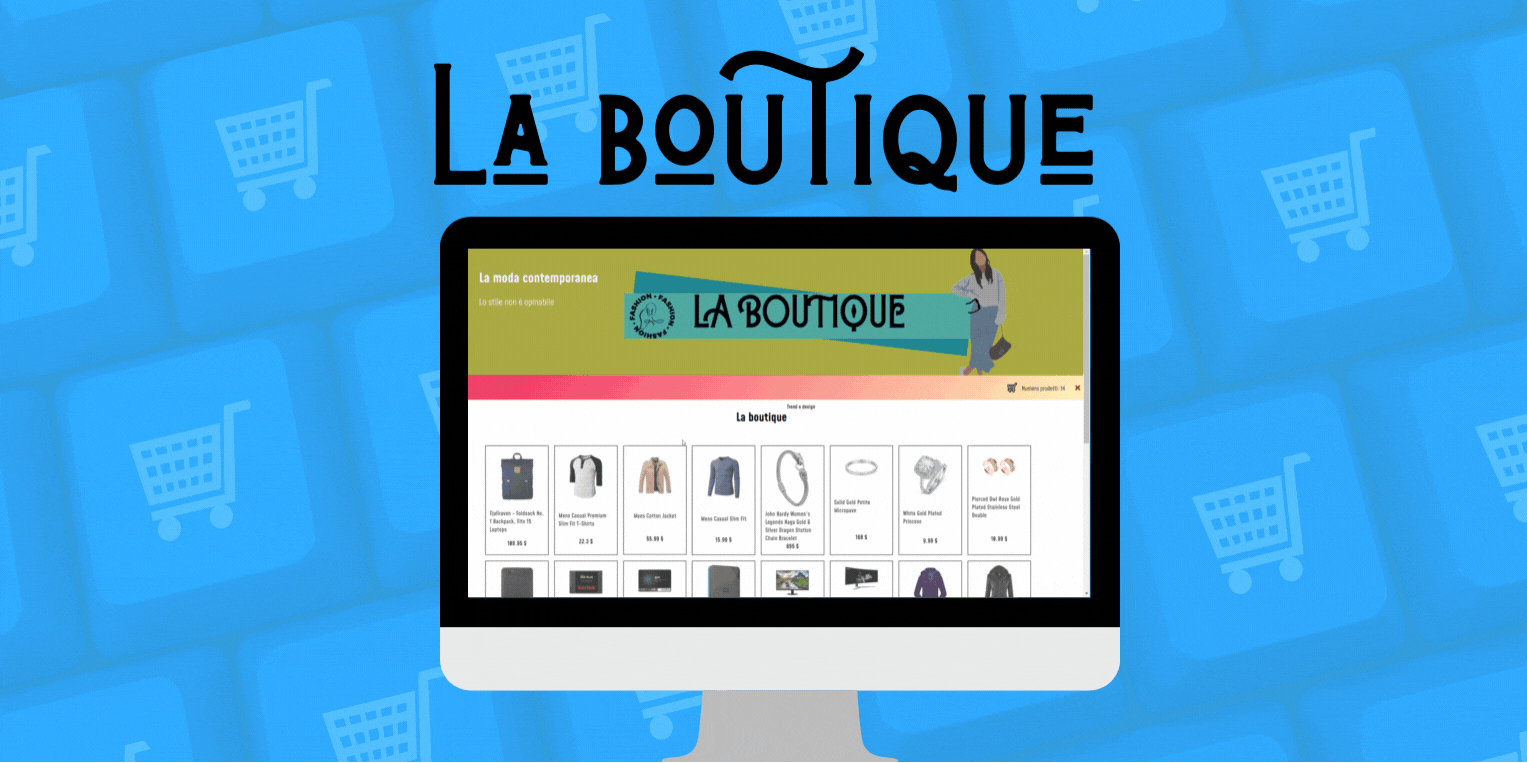 La BOUTIQUE
La moda contemporanea
Lo stile non è opinabile
FASHION • FASHION • FASHION •
LA BOUTIQUE
Numero prodotti: 14
Trend e design
La boutique
Fjallraven - Foldsack No.
1 Backpack, Fits 15
Laptops
109.95 $
Mens Casual Premium
Slim Fit T-Shirts
22.3 $
Mens Cotton Jacket
55.99 $
Mens Casual Slim Fit
15.99 $
John Hardy Women's
Legends Naga Gold &
Silver Dragon Station
Chain Bracelet
695 $
Solid Gold Petite
Micropave
168 $
White Gold Plated
Princess
9.99 $
Pierced Owl Rose Gold
Plated Stainless Steel
Double
10.99 $